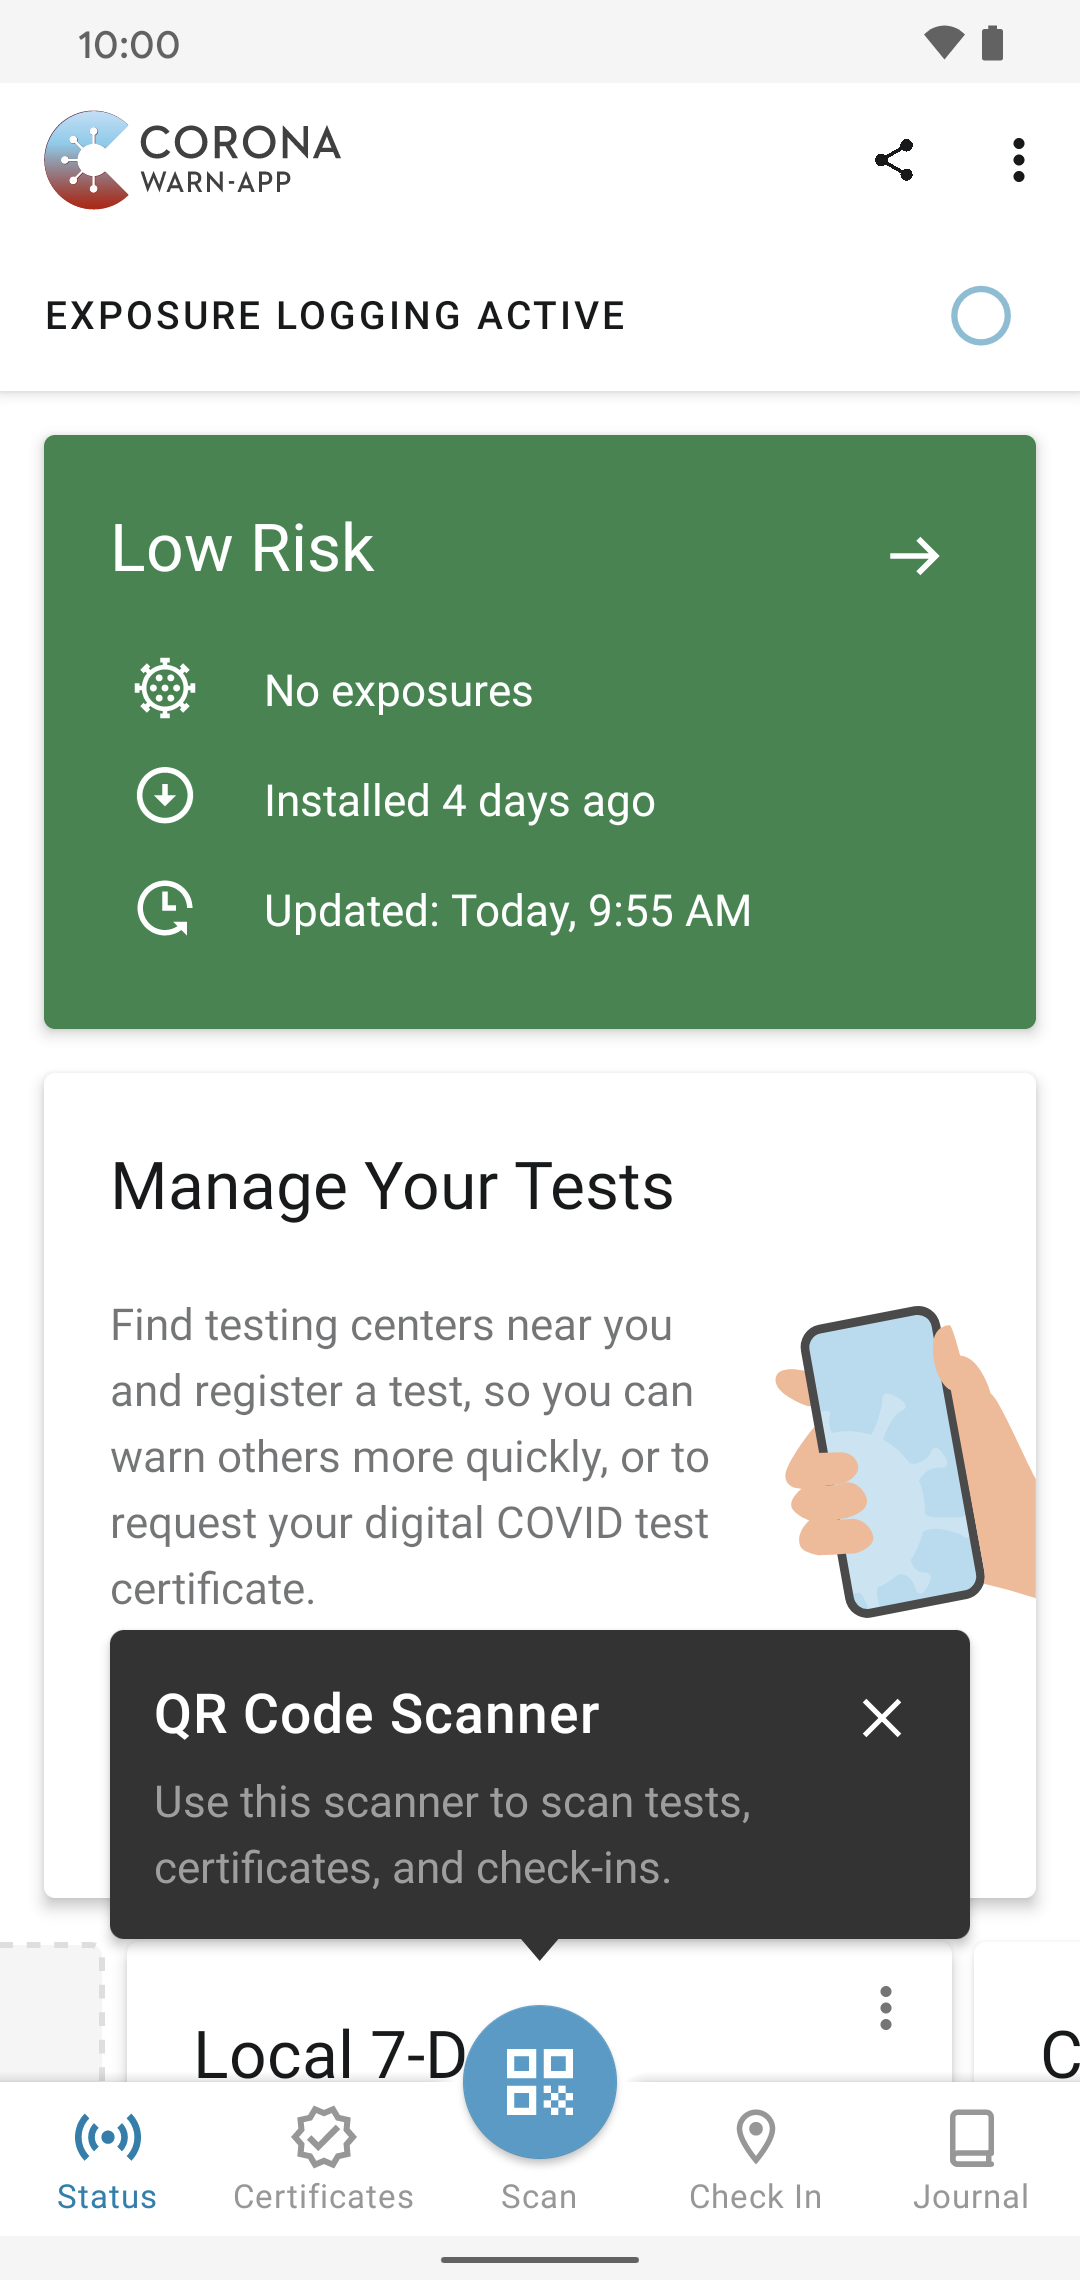 10:00
CORONA
WARN-APP
EXPOSURE LOGGING ACTIVE
Low Risk
No exposures
Installed 4 days ago
Updated: Today, 9:55 AM
Manage Your Tests
Find testing centers near you
and register a test, so you can
warn others more quickly, or to
request your digital COVID test
certificate.
QR Code Scanner
Use this scanner to scan tests,
certificates, and check-ins.
Local 7-D
C
Status
Certificates
Scan
Check In
Journal